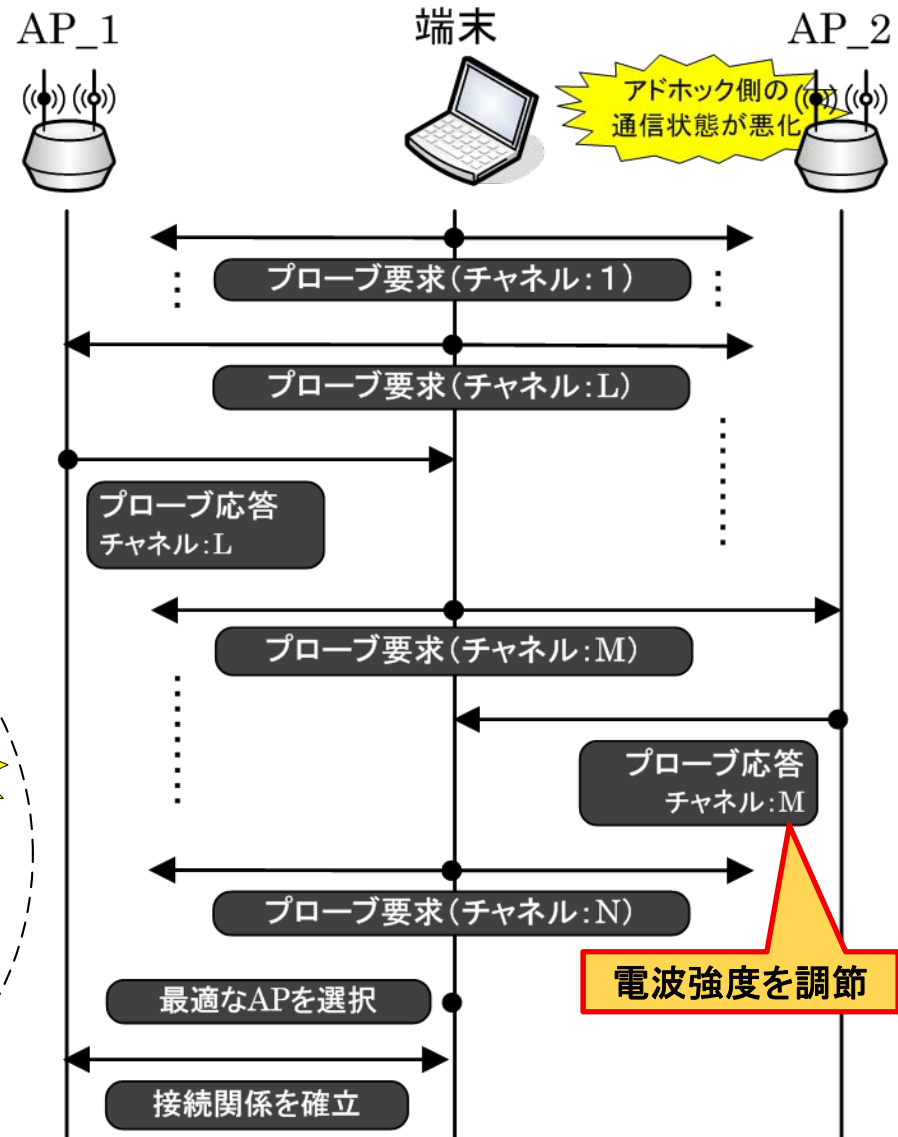 AP_1
端末
AP_2
アドホック側の
通信状態が悪化
プローブ要求(チャネル:1)
プローブ要求(チャネル:L)
プローブ応答
チャネル:L
プローブ要求(チャネル:M)
プローブ応答
チャネル:M
プローブ要求(チャネル:N)
電波強度を調節
最適なAPを選択
接続関係を確立